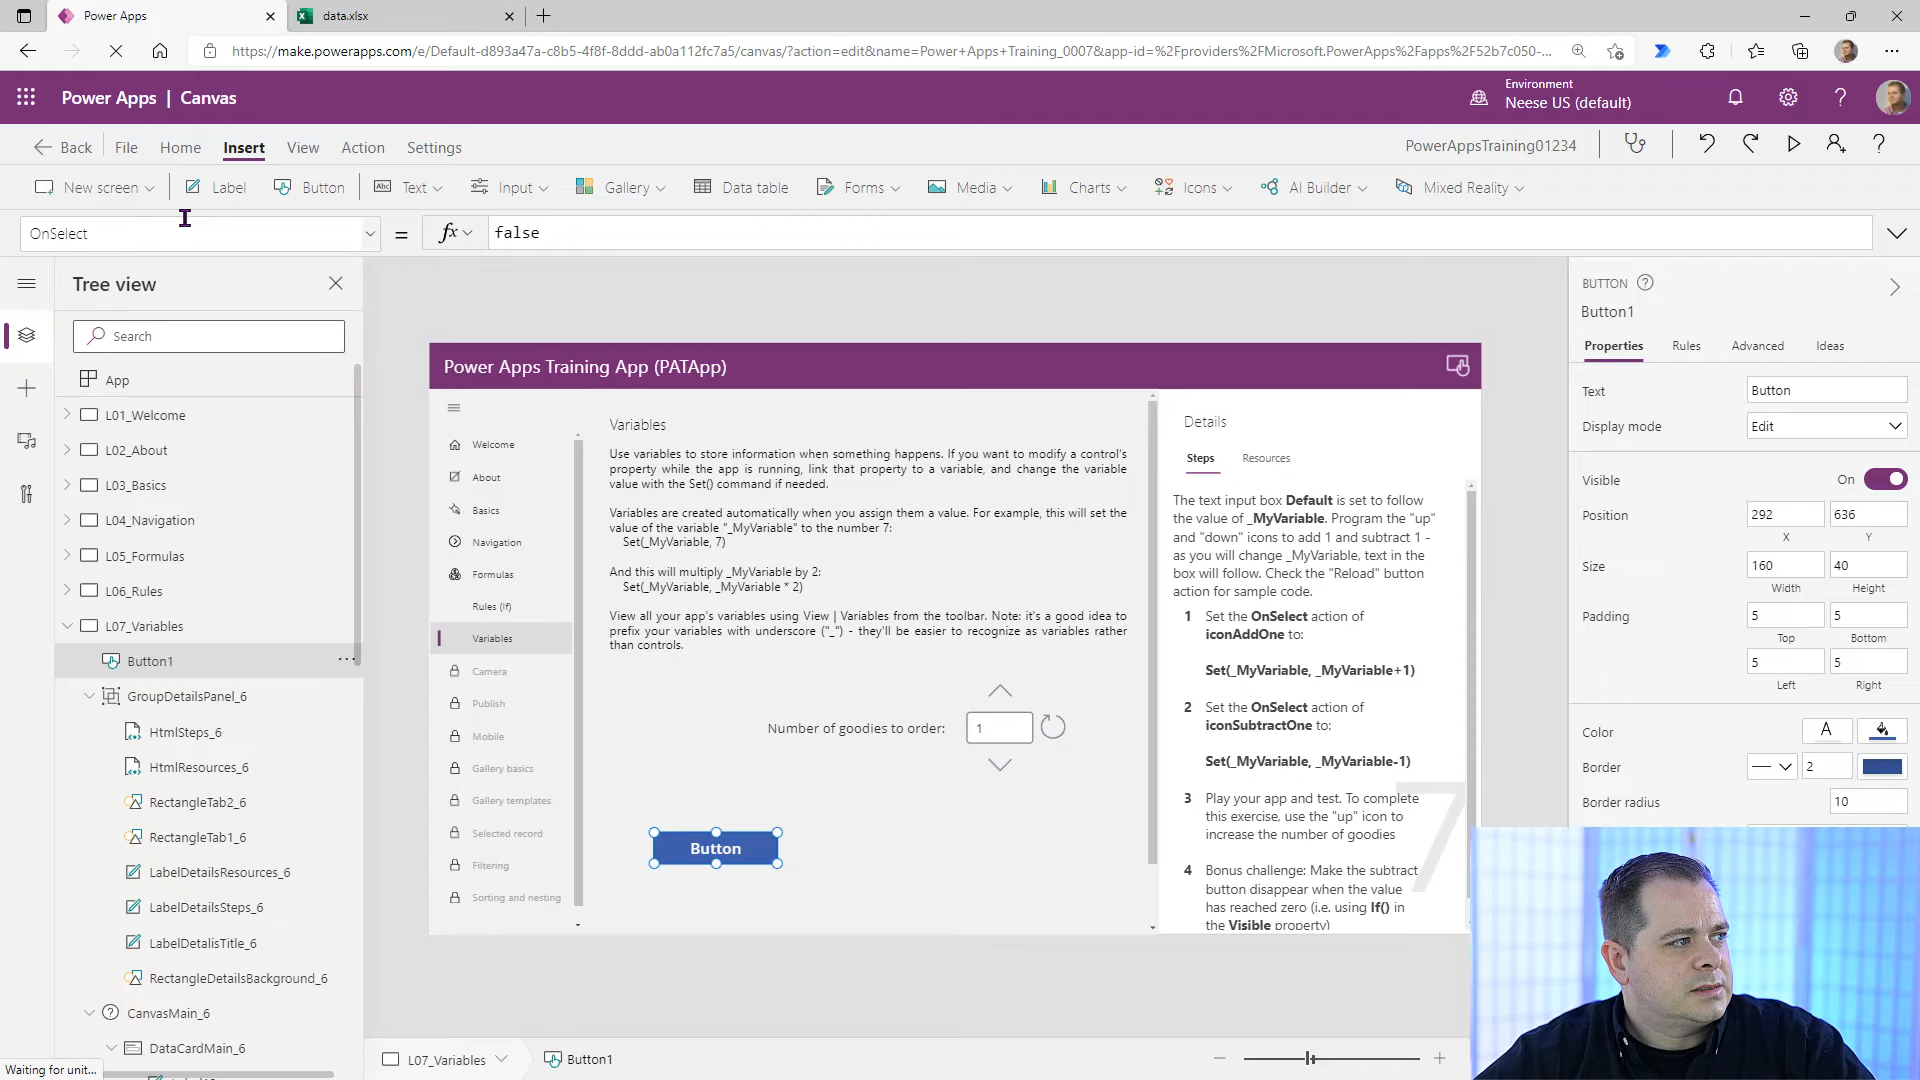 Power Apps
data.xlsx
https://make.powerapps.com/e/Default-d893a47a-c8b5-4f8f-8ddd-ab0a112fc7a5/canvas/?action=edit&name=Power+Apps+Training_0007&app-id=%2Fproviders%2FMicrosoft.PowerApps%2Fapps%2F52b7c050-...
Power Apps | Canvas
Environment
Neese US (default)
Back
File
Home
Insert
View
Action
Settings
PowerAppsTraining01234
New screen
Label
Button
Abc Text
Input
Gallery
Data table
Forms
Media
Charts
Icons
AI Builder
Mixed Reality
OnSelect
=
fx
false
Tree view
Search
App
L01_Welcome
L02_About
L03_Basics
L04_Navigation
L05_Formulas
L06_Rules
L07_Variables
Button1
GroupDetailsPanel_6
HtmlSteps_6
HtmlResources_6
RectangleTab2_6
RectangleTab1_6
LabelDetailsResources_6
LabelDetailsSteps_6
LabelDetalisTitle_6
RectangleDetailsBackground_6
CanvasMain_6
DataCardMain_6
Waiting for unit...
Power Apps Training App (PATApp)
Welcome
About
Basics
Navigation
Formulas
Rules (If)
Variables
Camera
Publish
Mobile
Gallery basics
Gallery templates
Selected record
Filtering
Sorting and nesting
Variables
Use variables to store information when something happens. If you want to modify a control's
property while the app is running, link that property to a variable, and change the variable
value with the Set() command if needed.
Variables are created automatically when you assign them a value. For example, this will set the
value of the variable "_MyVariable" to the number 7:
Set(_MyVariable, 7)
And this will multiply _MyVariable by 2:
Set(_MyVariable, _MyVariable * 2)
View all your app's variables using View | Variables from the toolbar. Note: it's a good idea to
prefix your variables with underscore ("_") - they'll be easier to recognize as variables rather
than controls.
Number of goodies to order:
1
Button
Details
Steps
Resources
The text input box Default is set to follow
the value of _MyVariable. Program the "up"
and "down" icons to add 1 and subtract 1 -
as you will change _MyVariable, text in the
box will follow. Check the "Reload" button
action for sample code.
1 Set the OnSelect action of
iconAddOne to:
Set(_MyVariable, _MyVariable+1)
2 Set the OnSelect action of
iconSubtractOne to:
Set(_MyVariable, _MyVariable-1)
3 Play your app and test. To complete
this exercise, use the "up" icon to
increase the number of goodies
4 Bonus challenge: Make the subtract
button disappear when the value
has reached zero (i.e. using If() in
the Visible property)
7
L07_Variables
Button1
BUTTON
Button1
Properties
Rules
Advanced
Ideas
Text
Button
Display mode
Edit
Visible
On
Position
292
636
X
Y
Size
160
40
Width
Height
Padding
5
5
Top
Bottom
5
5
Left
Right
Color
A
Border
2
Border radius
10